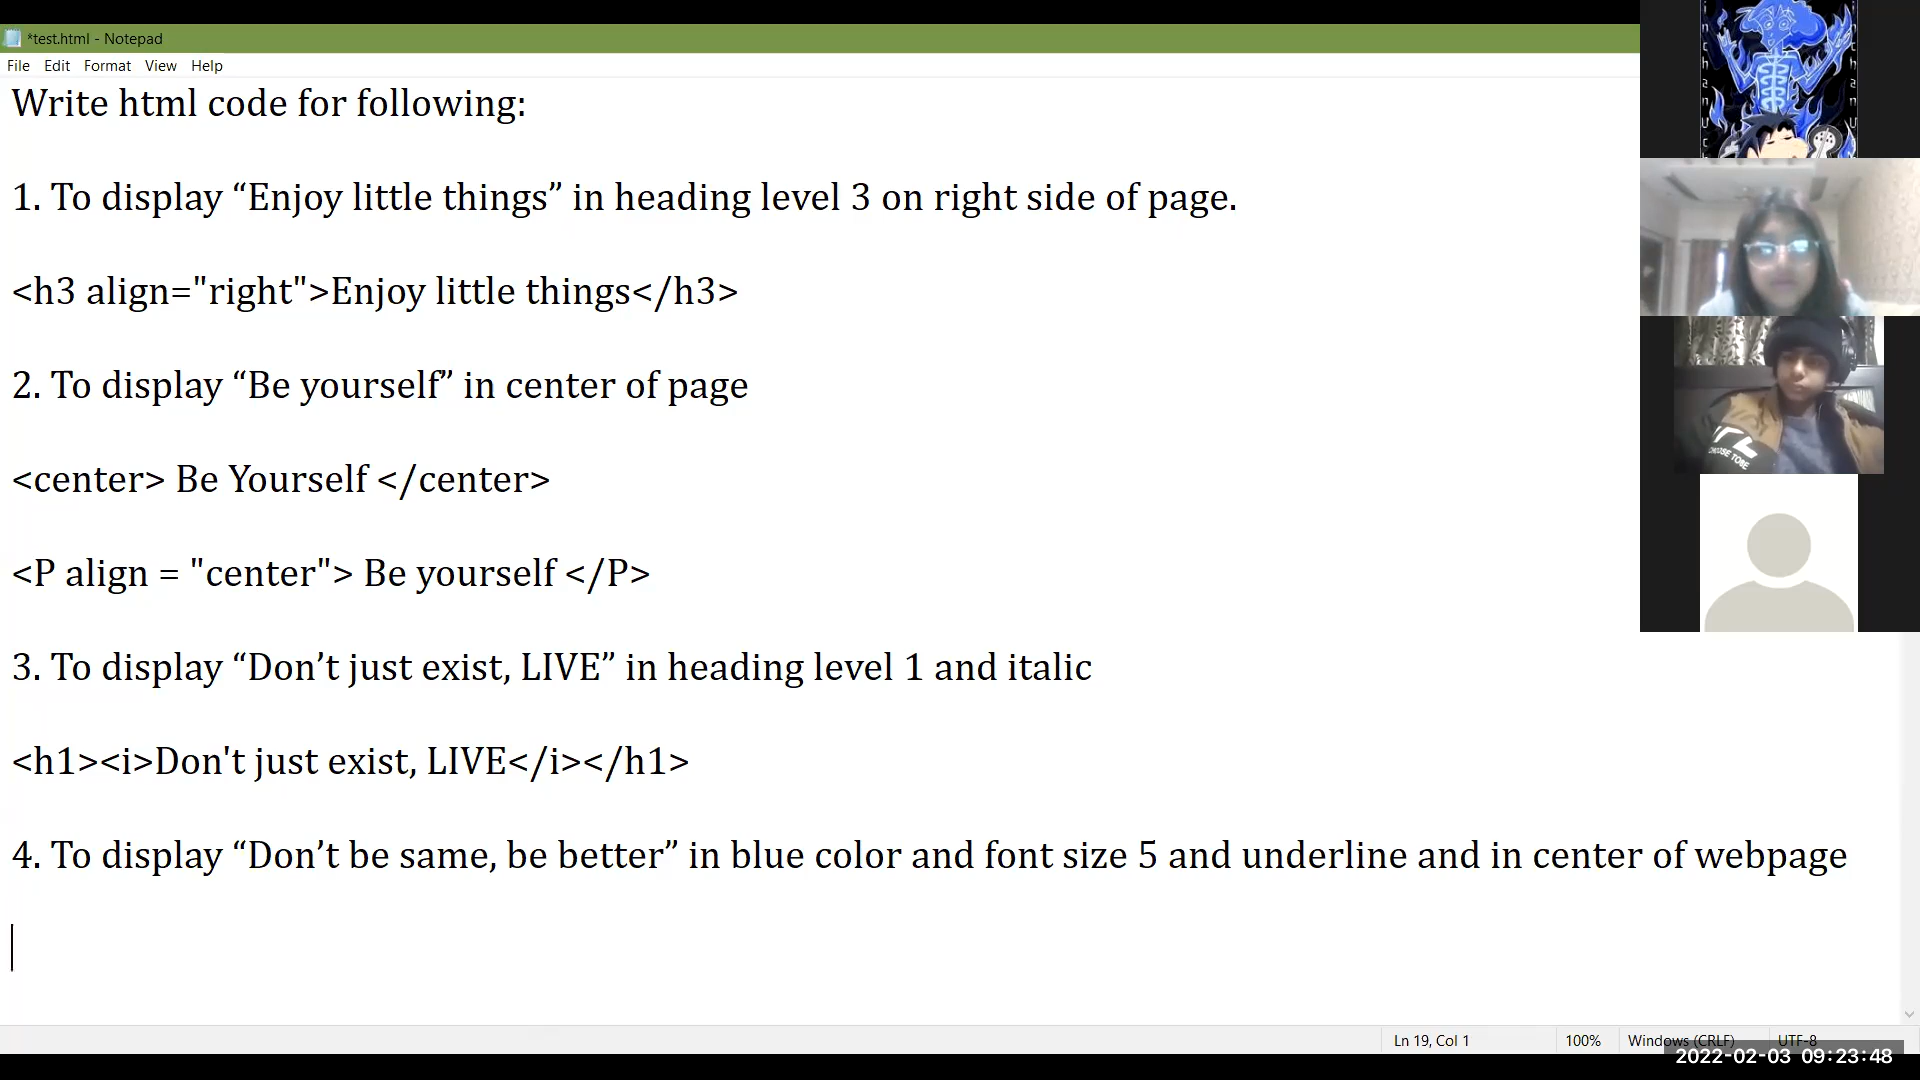 *test.html - Notepad
File Edit Format View Help
Write html code for following:
1. To display “Enjoy little things” in heading level 3 on right side of page.
<h3 align="right">Enjoy little things</h3>
2. To display “Be yourself” in center of page
<center> Be Yourself </center>
<P align = "center"> Be yourself </P>
3. To display “Don’t just exist, LIVE” in heading level 1 and italic
<h1><i>Don't just exist, LIVE</i></h1>
4. To display “Don’t be same, be better” in blue color and font size 5 and underline and in center of webpage
CHOOSE TOBE
Ln 19, Col 1 100% Windows (CRLF) UTF-8
2022-02-03 09:23:48